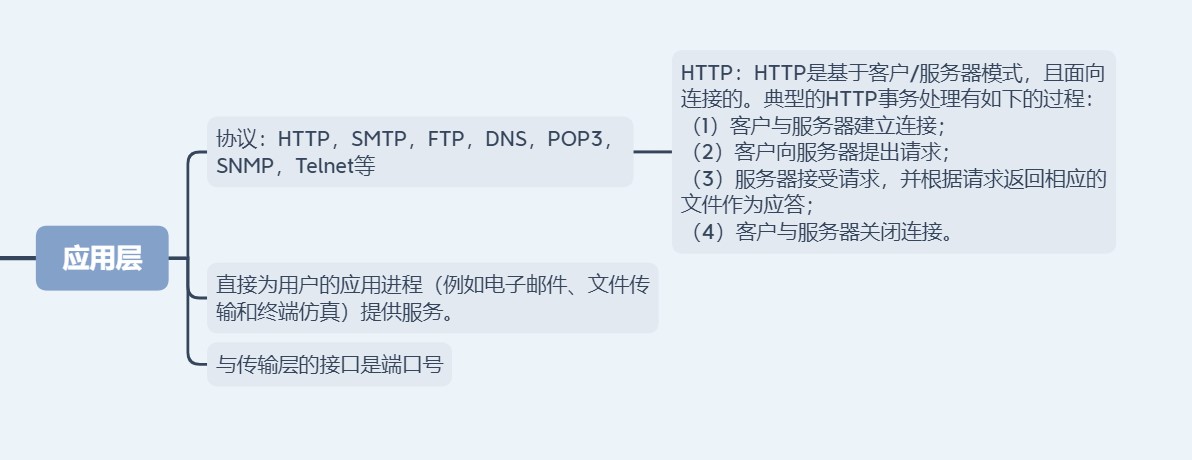 应用层
协议：HTTP，SMTP，FTP，DNS，POP3，
SNMP，Telnet等
HTTP：HTTP是基于客户/服务器模式，且面向
连接的。典型的HTTP事务处理有如下的过程：
（1）客户与服务器建立连接；
（2）客户向服务器提出请求；
（3）服务器接受请求，并根据请求返回相应的
文件作为应答；
（4）客户与服务器关闭连接。
直接为用户的应用进程（例如电子邮件、文件传
输和终端仿真）提供服务。
与传输层的接口是端口号